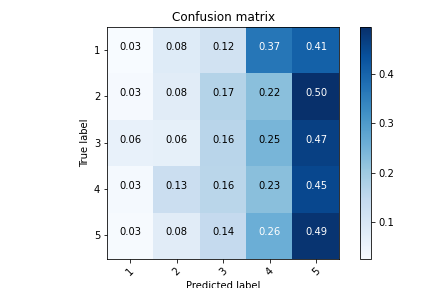 Confusion matrix
1 0.03 0.08 0.12 0.37 0.41
2 0.03 0.08 0.17 0.22 0.50
3 0.06 0.06 0.16 0.25 0.47
4 0.03 0.13 0.16 0.23 0.45
5 0.03 0.08 0.14 0.26 0.49
1 2 3 4 5
True label
Predicted label
0.4
0.3
0.2
0.1